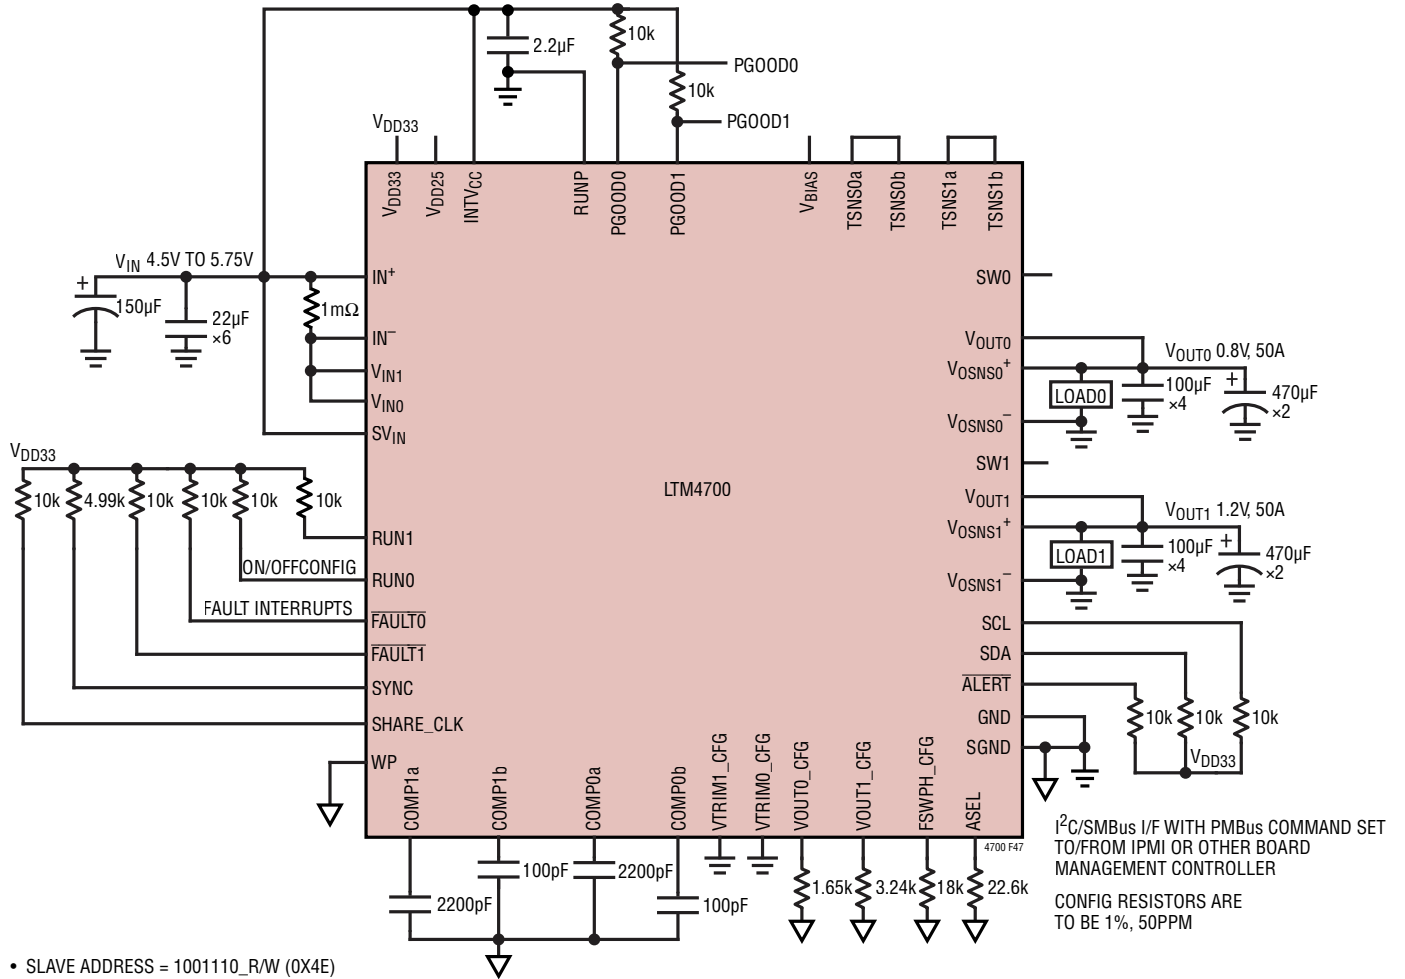 10k
2.2µF
PGOOD0
10k
PGOOD1
VDD33
VDD33
VDD25
INTVCC
RUNP
PGOOD0
PGOOD1
VBIAS
TSNS0a
TSNS0b
TSNS1a
TSNS1b
VIN 4.5V TO 5.75V
+
150µF
22µF
×6
1mΩ
IN+
IN–
VIN1
VIN0
SVIN
SW0
VOUT0
VOSNS0+
VOSNS0–
SW1
VOUT1
VOSNS1+
VOSNS1–
VOUT0 0.8V, 50A
LOAD0
100µF
×4
+
470µF
×2
VOUT1 1.2V, 50A
LOAD1
100µF
×4
+
470µF
×2
LTM4700
VDD33
10k
4.99k
10k
10k
10k
10k
RUN1
ON/OFFCONFIG
RUN0
FAULT INTERRUPTS
FAULT0
FAULT1
SYNC
SHARE_CLK
WP
SCL
SDA
ALERT
GND
SGND
10k
10k
10k
VDD33
COMP1a
COMP1b
COMP0a
COMP0b
VTRIM1_CFG
VTRIM0_CFG
VOUT0_CFG
VOUT1_CFG
FSWPH_CFG
ASEL
4700 F47
2200pF
100pF
2200pF
100pF
1.65k
3.24k
18k
22.6k
I2C/SMBus I/F WITH PMBus COMMAND SET
TO/FROM IPMI OR OTHER BOARD
MANAGEMENT CONTROLLER
CONFIG RESISTORS ARE
TO BE 1%, 50PPM
• SLAVE ADDRESS = 1001110_R/W (0X4E)